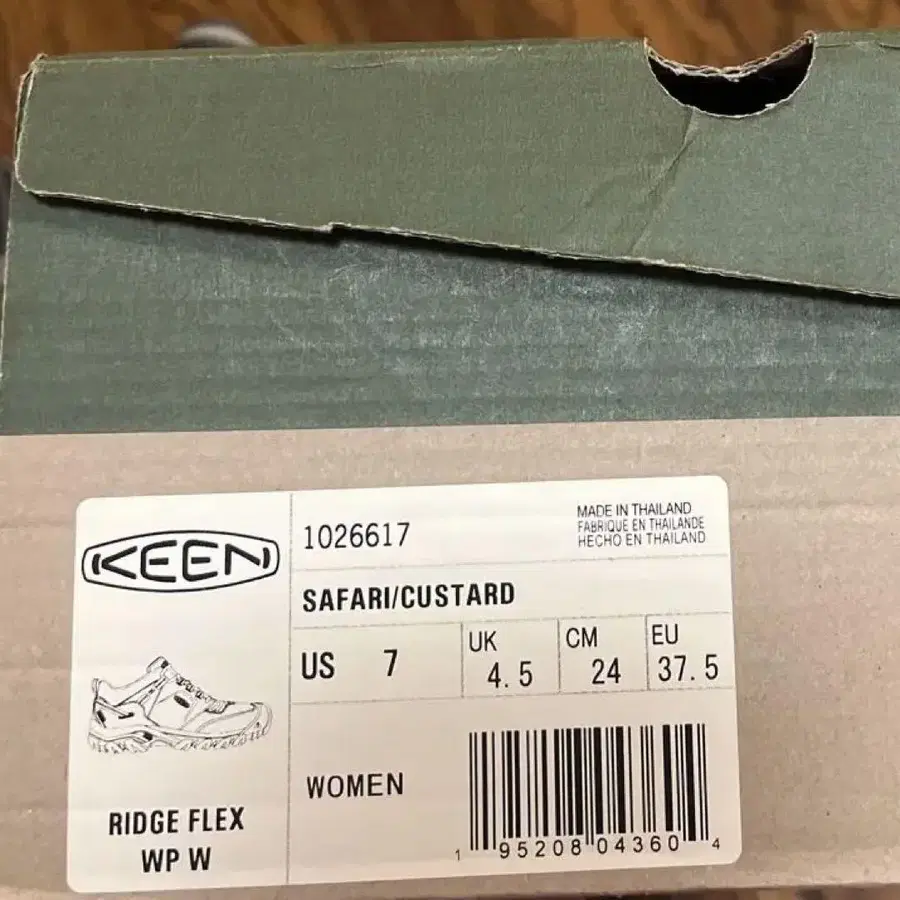 KEEN
1026617
MADE IN THAILAND
FABRIQUE EN THAILANDE
HECHO EN THAILAND
SAFARI/CUSTARD
US 7
UK 4.5
CM 24
EU 37.5
RIDGE FLEX
WP W
WOMEN
1 95208 04360 4